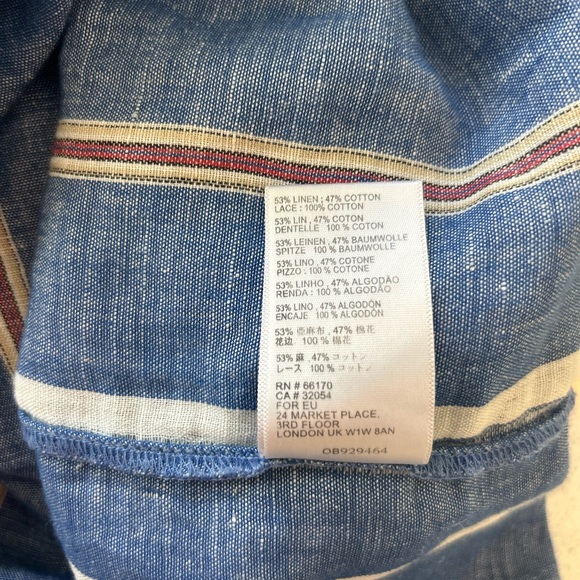 53% LINEN ; 47% COTTON
LACE : 100% COTTON
53% LIN , 47% COTON
DENTELLE 100 % COTON
53% LEINEN ; 47% BAUMWOLLE
SPITZE 100 % BAUMWOLLE
53% LINO , 47% COTONE
PIZZO : 100 % COTONE
53% LINHO , 47% ALGODÃO
RENDA : 100 % ALGODÃO
53% LINO , 47% ALGODÓN
ENCAJE 100% ALGODÓN
53% 亜麻布 , 47% 棉花
花边 100 % 棉花
53% 麻 , 47% コットン
レース 100% コットン
RN # 66170
CA # 32054
FOR EU
24 MARKET PLACE,
3RD FLOOR
LONDON UK W1W 8AN
OB929464